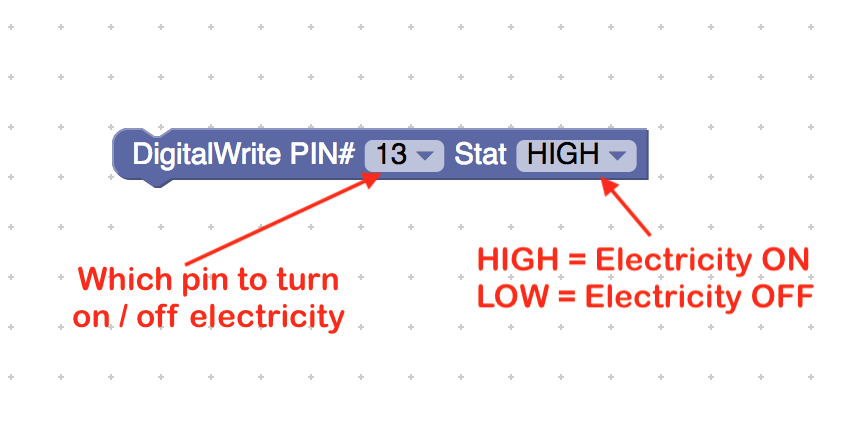 DigitalWrite PIN# 13 Stat HIGH
Which pin to turn
on / off electricity
HIGH = Electricity ON
LOW = Electricity OFF